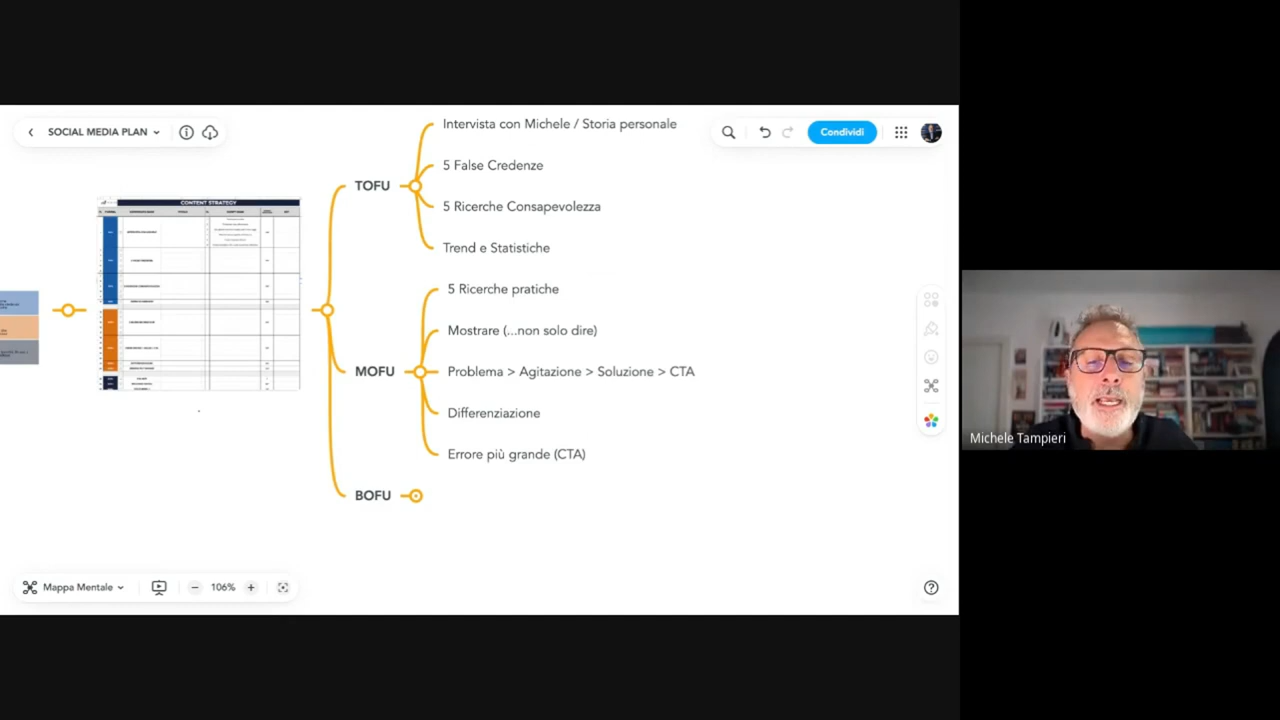 SOCIAL MEDIA PLAN
Condividi
CONTENT STRATEGY
TOFU
Intervista con Michele / Storia personale
5 False Credenze
5 Ricerche Consapevolezza
Trend e Statistiche
MOFU
5 Ricerche pratiche
Mostrare (...non solo dire)
Problema > Agitazione > Soluzione > CTA
Differenziazione
Errore più grande (CTA)
BOFU
Mappa Mentale
106%
Michele Tampieri